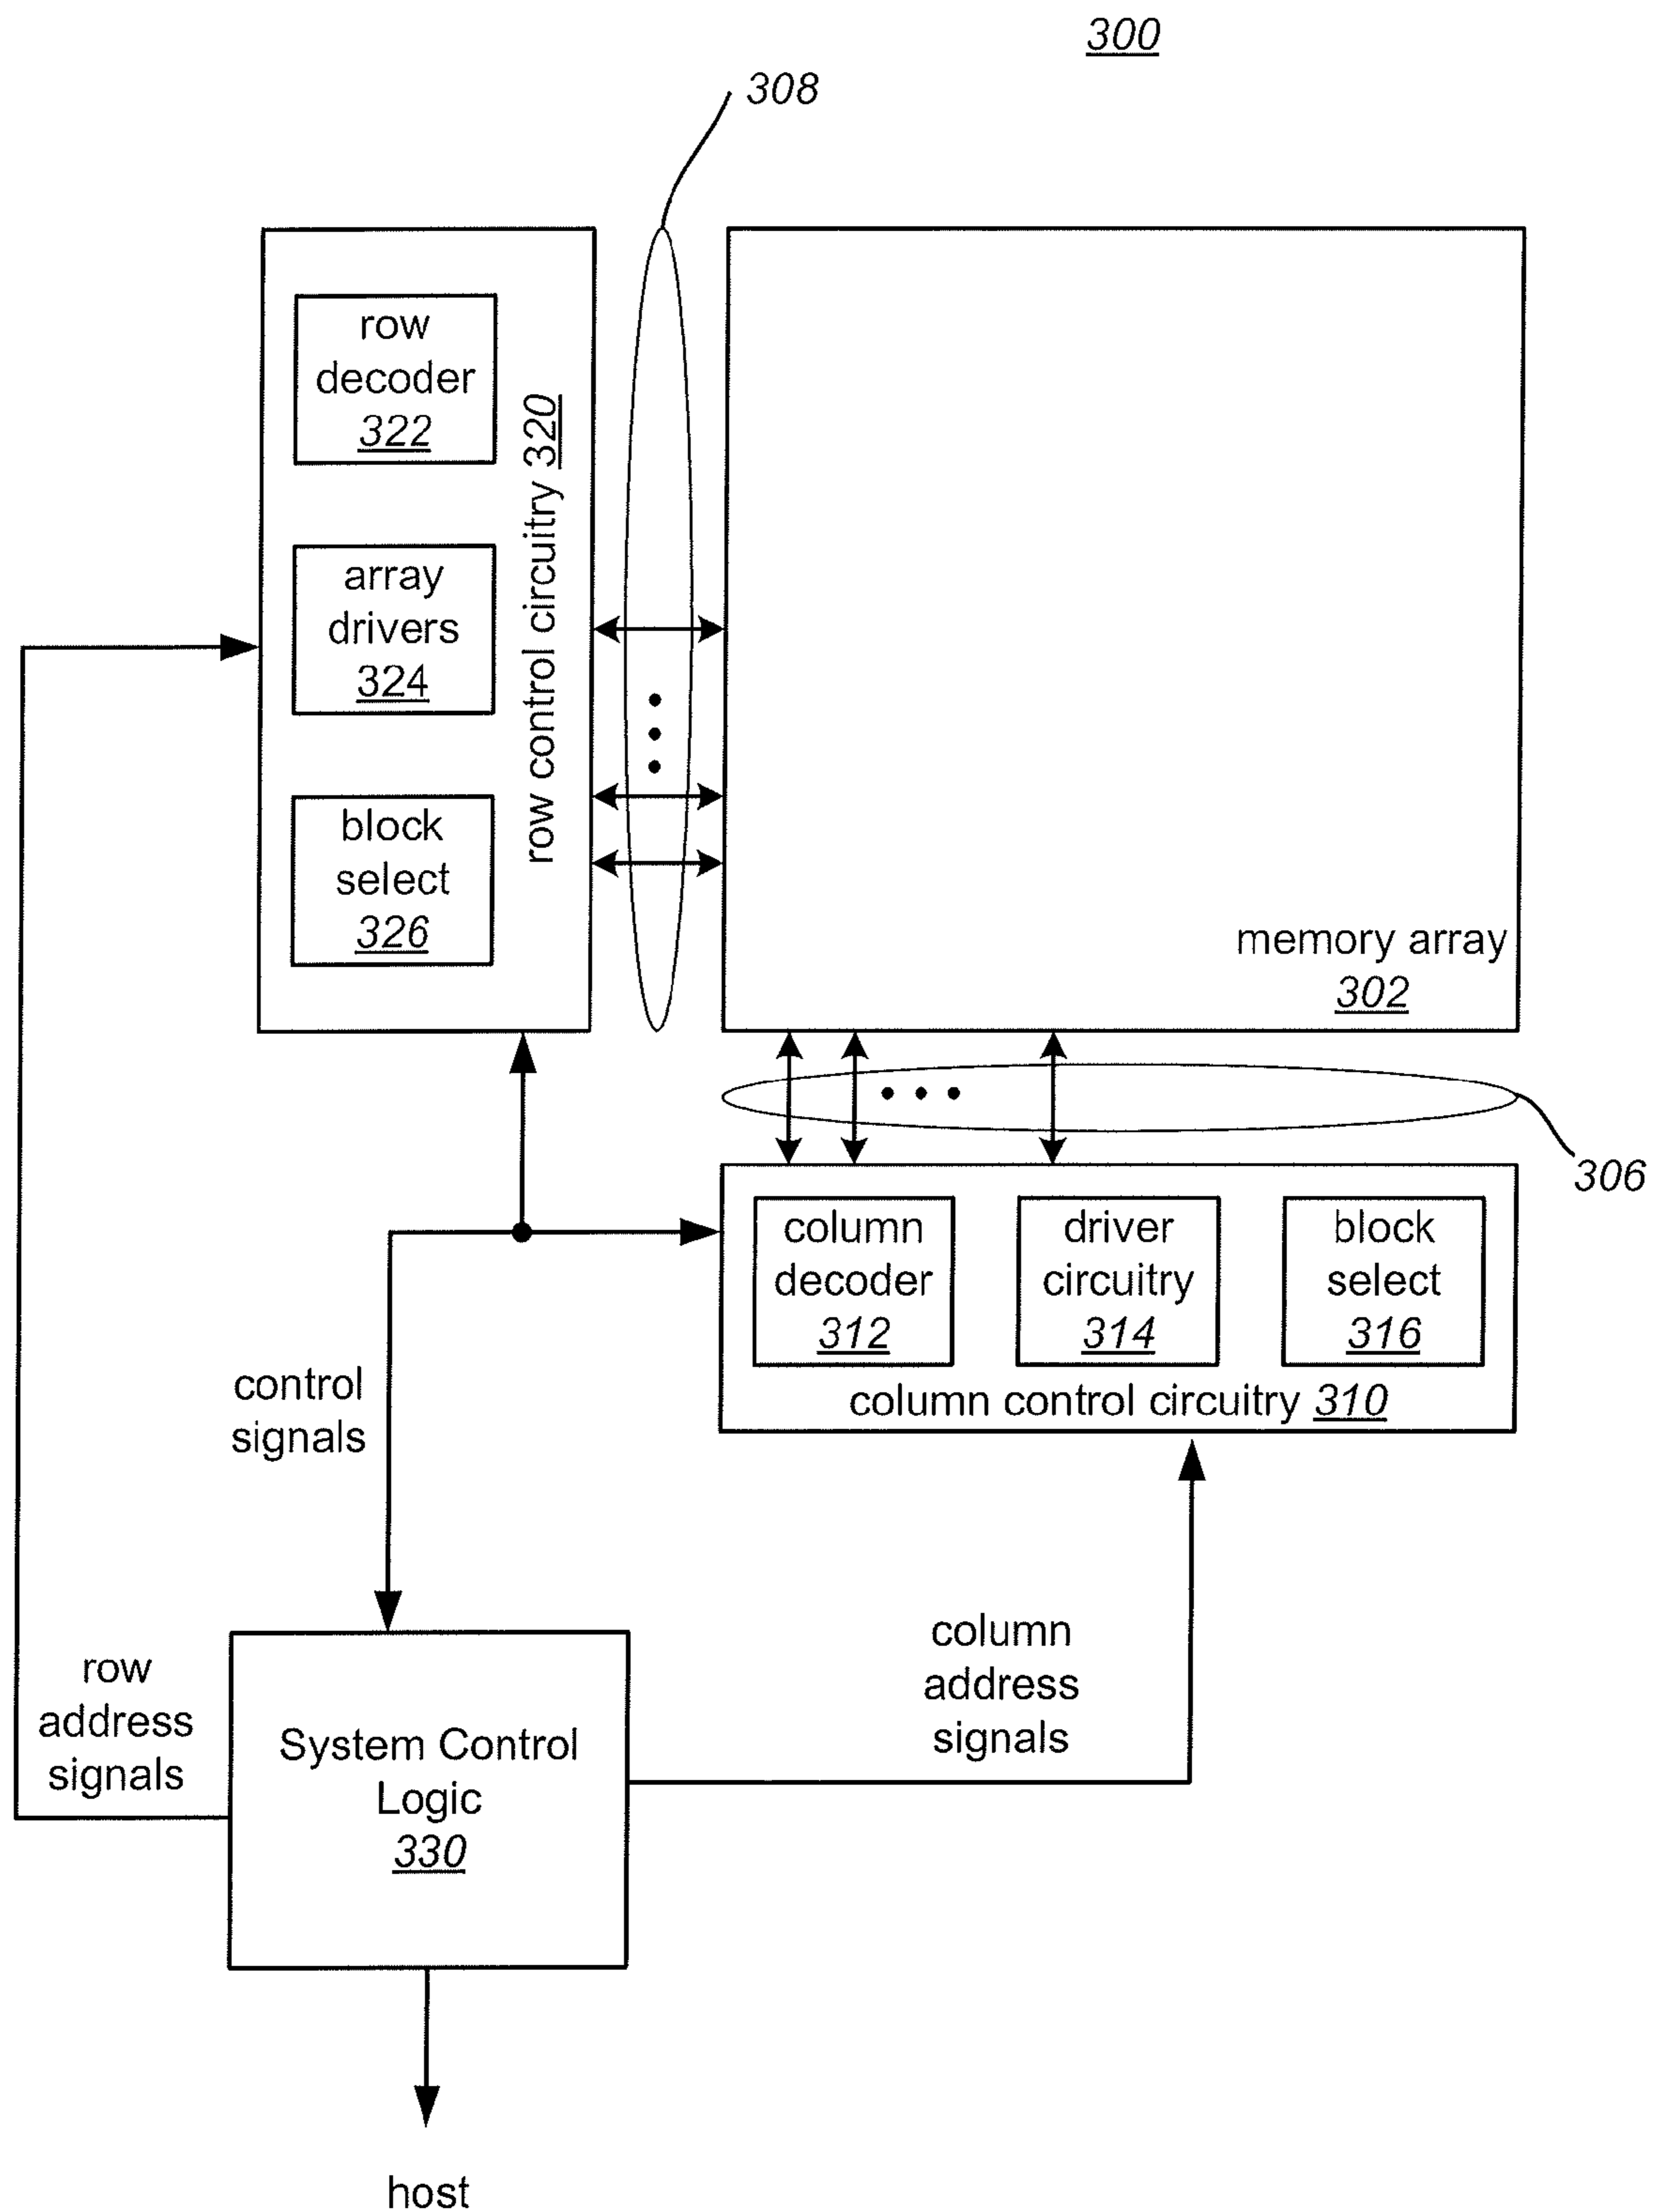 300
308
row
decoder
322
array
drivers
324
block
select
326
row control circuitry 320
memory array
302
306
column
decoder
312
driver
circuitry
314
block
select
316
column control circuitry 310
control
signals
row
address
signals
System Control
Logic
330
column
address
signals
host